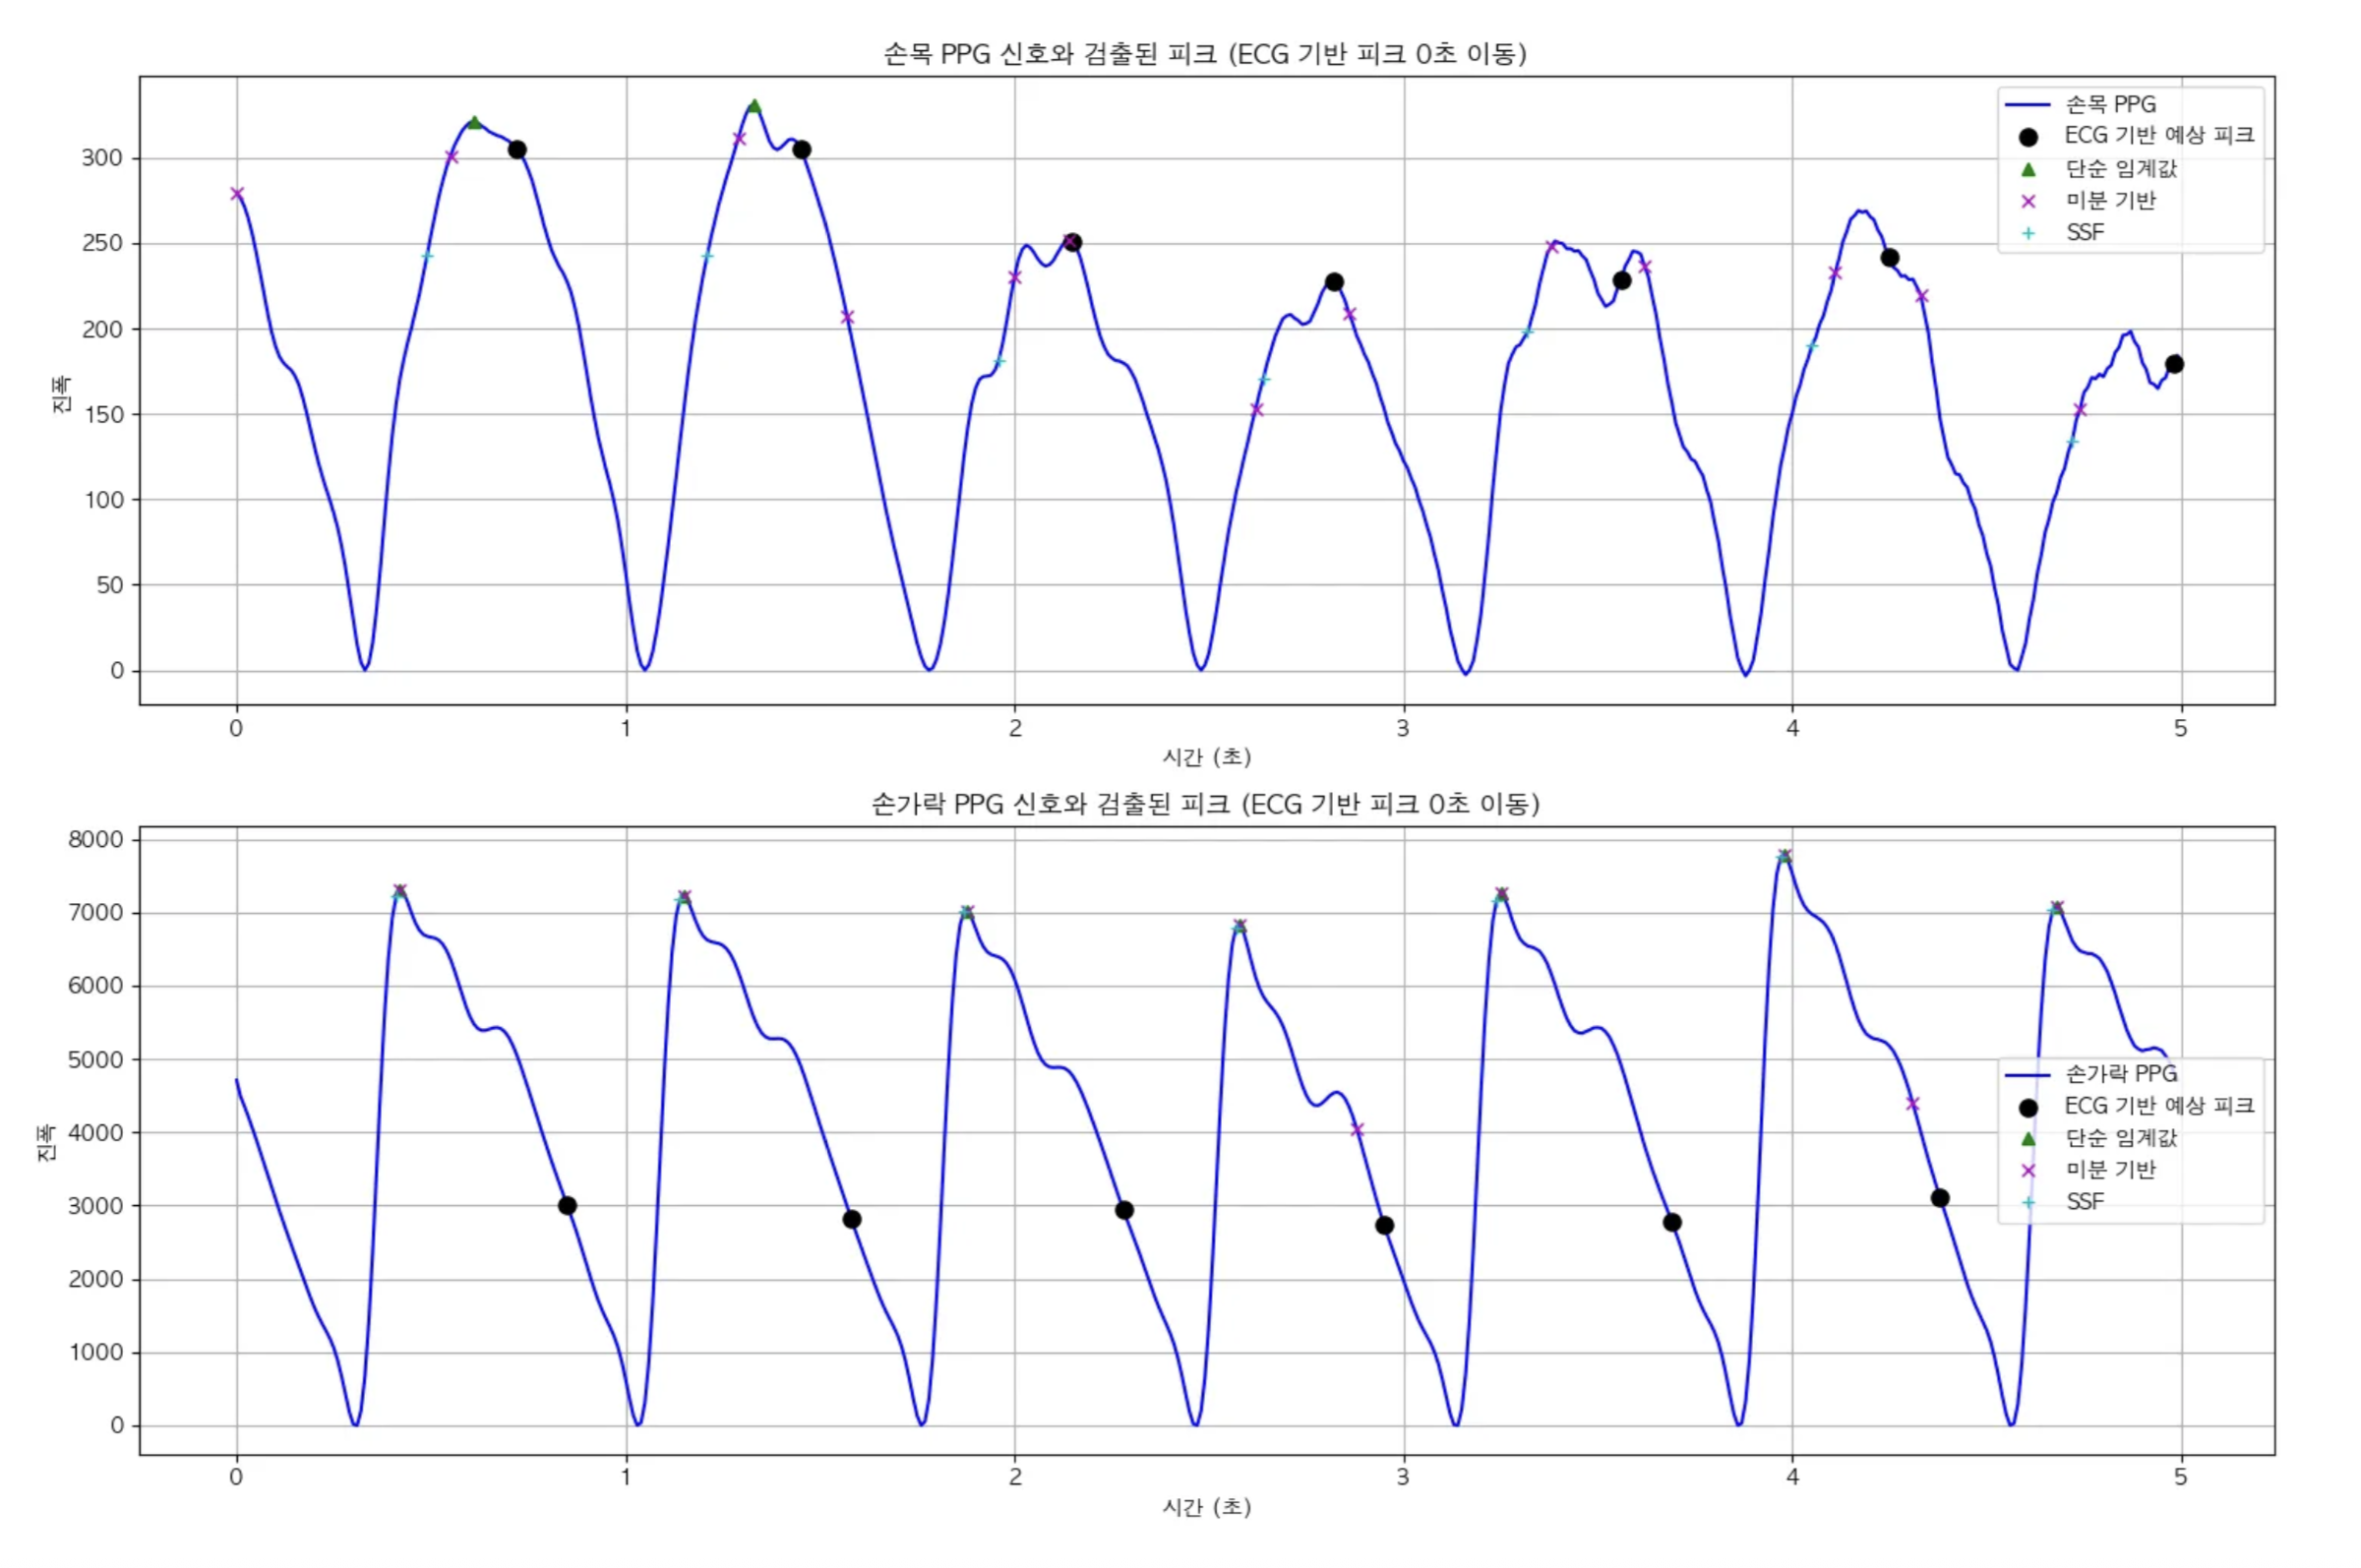 손목 PPG 신호와 검출된 피크 (ECG 기반 피크 0초 이동)
손목 PPG
ECG 기반 예상 피크
단순 임계값
미분 기반
SSF
300
250
200
150
100
50
0
진폭
0 1 2 3 4 5
시간 (초)
손가락 PPG 신호와 검출된 피크 (ECG 기반 피크 0초 이동)
8000
7000
6000
5000
4000
3000
2000
1000
0
진폭
손가락 PPG
ECG 기반 예상 피크
단순 임계값
미분 기반
SSF
0 1 2 3 4 5
시간 (초)